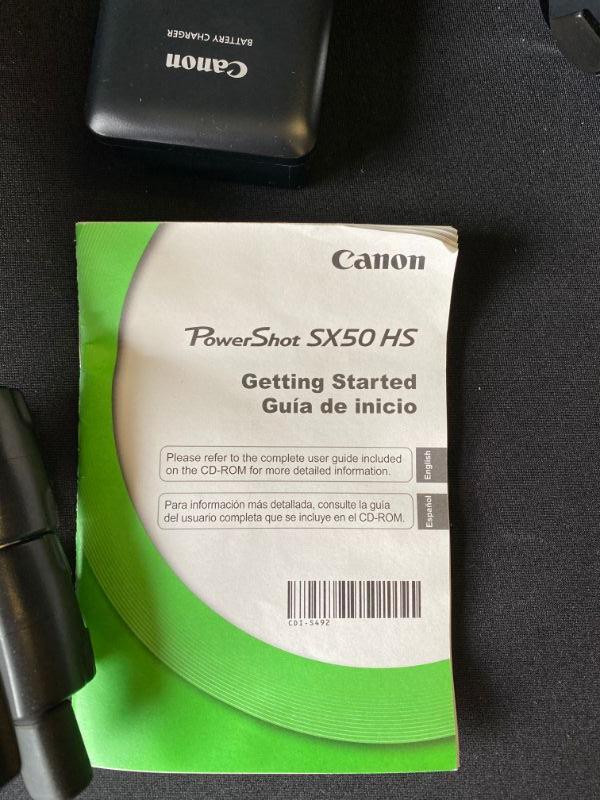 Canon
BATTERY CHARGER
Canon
PowerShot SX50 HS
Getting Started
Guía de inicio
Please refer to the complete user guide included
on the CD-ROM for more detailed information.
English
Para información más detallada, consulte la guía
del usuario completa que se incluye en el CD-ROM.
Español
CDI-5492